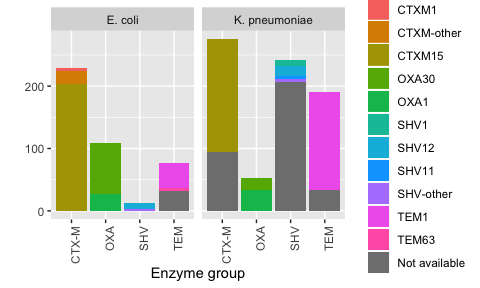 E. coli
K. pneumoniae
200
100
0
CTX-M
OXA
SHV
TEM
CTX-M
OXA
SHV
TEM
Enzyme group
CTXM1
CTXM-other
CTXM15
OXA30
OXA1
SHV1
SHV12
SHV11
SHV-other
TEM1
TEM63
Not available